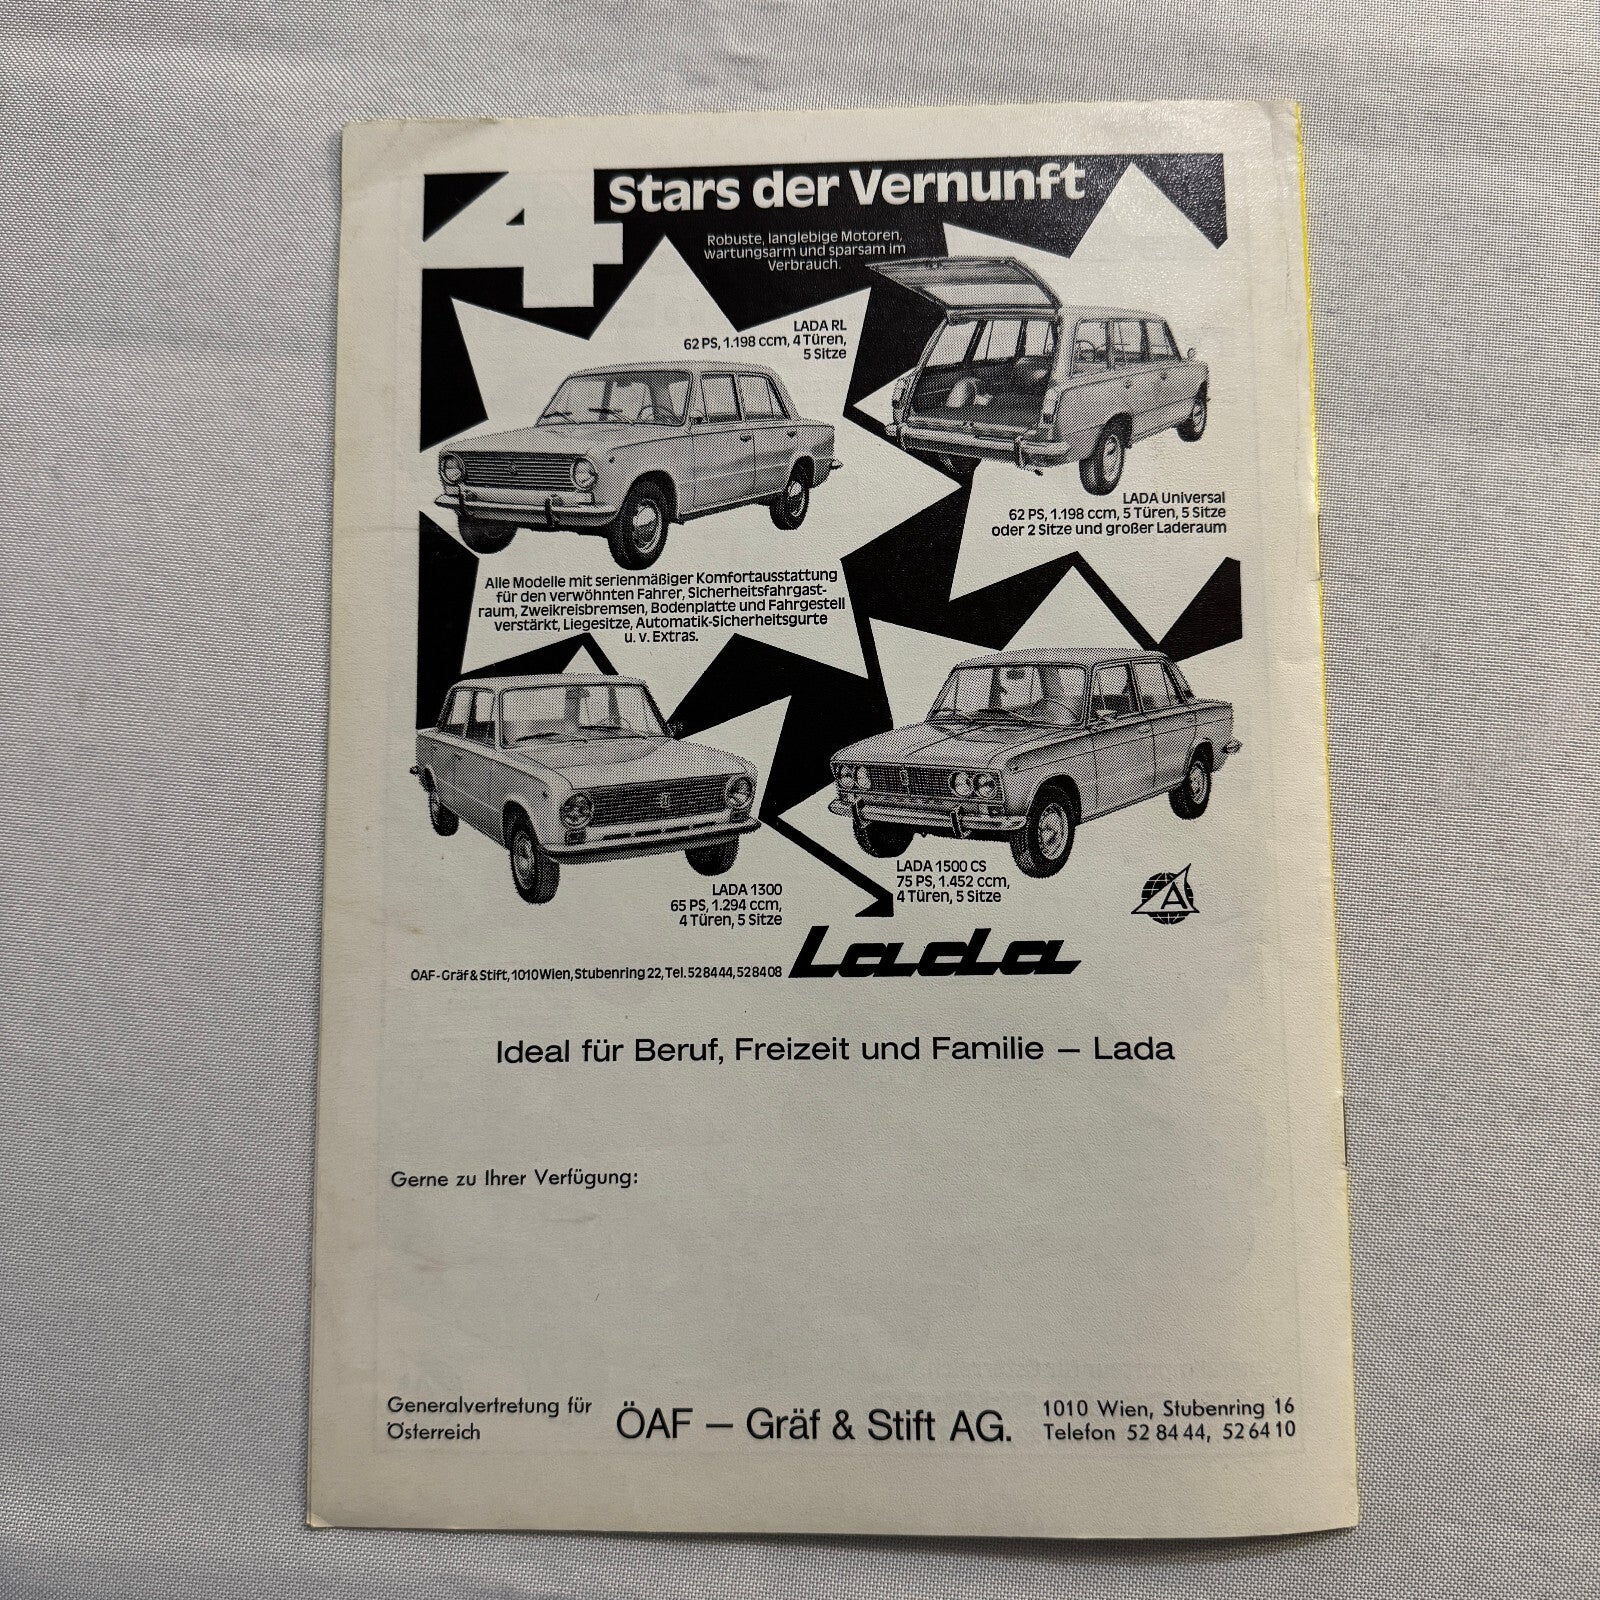 4 Stars der Vernunft
Robuste, langlebige Motoren,
wartungsarm und sparsam im
Verbrauch.
LADA RL
62 PS, 1.198 ccm, 4 Türen,
5 Sitze
LADA Universal
62 PS, 1.198 ccm, 5 Türen, 5 Sitze
oder 2 Sitze und großer Laderaum
Alle Modelle mit serienmäßiger Komfortausstattung
für den verwöhnten Fahrer, Sicherheitsfahrgast-
raum, Zweikreisbremsen, Bodenplatte und Fahrgestell
verstärkt, Liegesitze, Automatik-Sicherheitsgurte
u. v. Extras.
LADA 1300
65 PS, 1.294 ccm,
4 Türen, 5 Sitze
LADA 1500 CS
75 PS, 1.452 ccm,
4 Türen, 5 Sitze
A
ÖAF-Gräf & Stift, 1010 Wien, Stubenring 22, Tel. 52 84 44, 52 84 08
Lada
Ideal für Beruf, Freizeit und Familie – Lada
Gerne zu Ihrer Verfügung:
Generalvertretung für
Österreich
ÖAF – Gräf & Stift AG.
1010 Wien, Stubenring 16
Telefon 52 84 44, 52 64 10